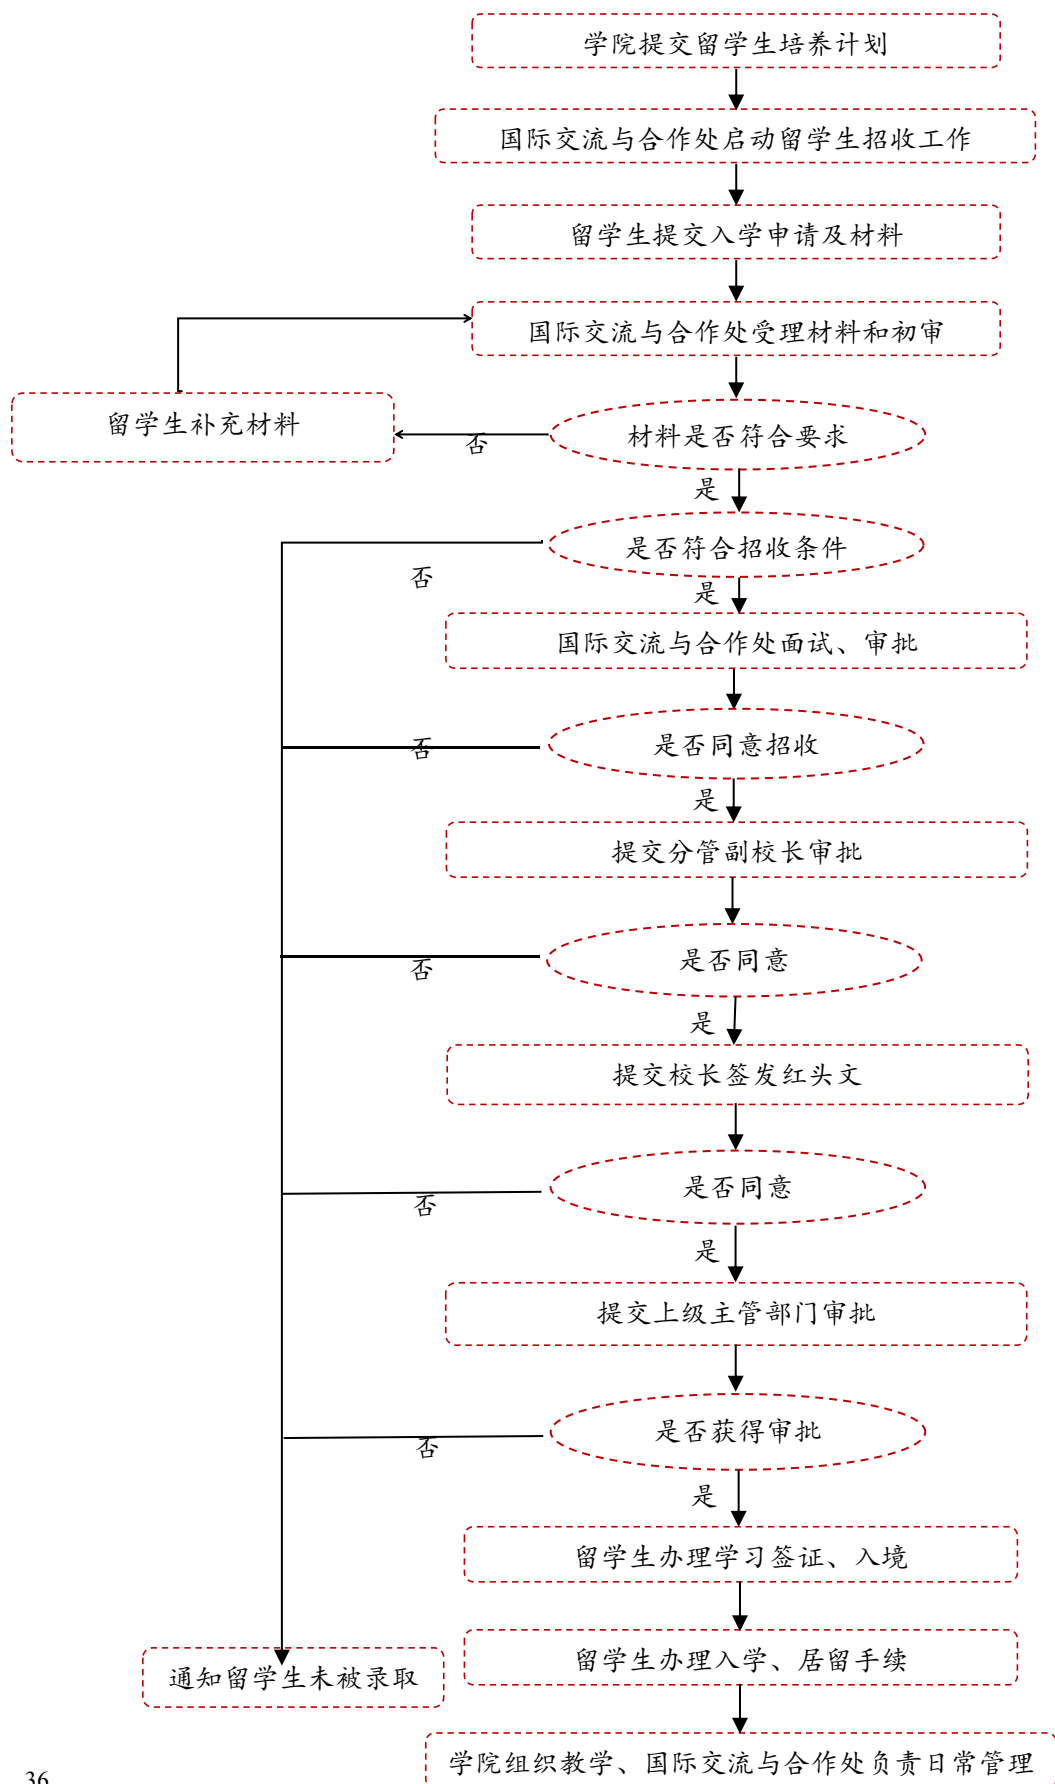 学院提交留学生培养计划
国际交流与合作处启动留学生招收工作
留学生提交入学申请及材料
国际交流与合作处受理材料和初审
留学生补充材料
否
材料是否符合要求
是
是否符合招收条件
否
是
国际交流与合作处面试、审批
否
是否同意招收
是
提交分管副校长审批
否
是否同意
是
提交校长签发红头文
否
是否同意
是
提交上级主管部门审批
否
是否获得审批
是
留学生办理学习签证、入境
留学生办理入学、居留手续
通知留学生未被录取
学院组织教学、国际交流与合作处负责日常管理
36